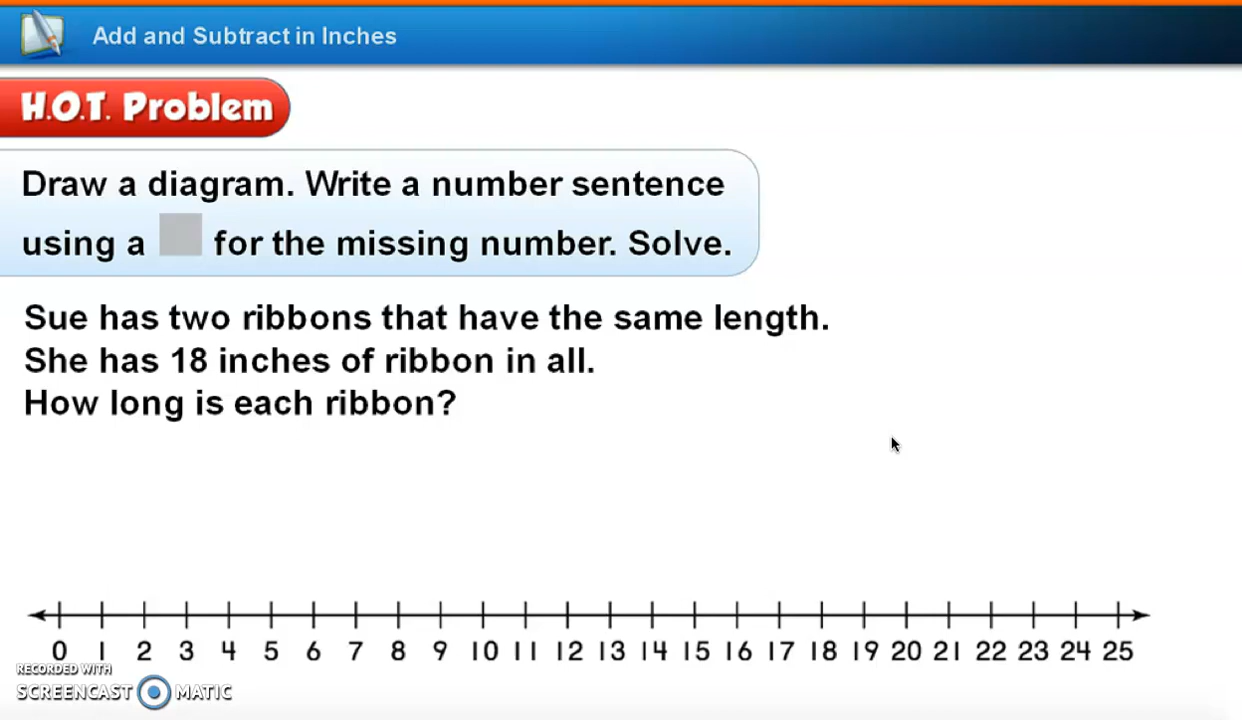 Add and Subtract in Inches
H.O.T. Problem
Draw a diagram. Write a number sentence
using a for the missing number. Solve.
Sue has two ribbons that have the same length.
She has 18 inches of ribbon in all.
How long is each ribbon?
0 1 2 3 4 5 6 7 8 9 10 11 12 13 14 15 16 17 18 19 20 21 22 23 24 25
RECORDED WITH
SCREENCAST MATIC